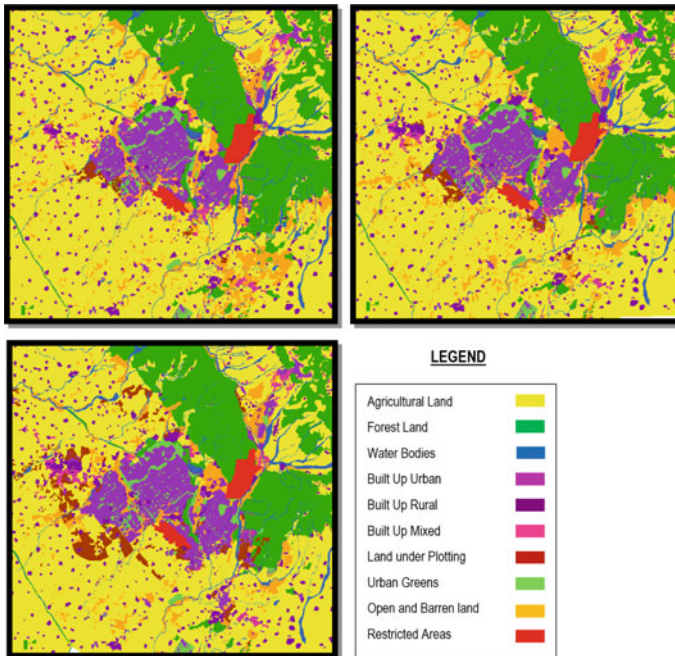 LEGEND
Agricultural Land
Forest Land
Water Bodies
Built Up Urban
Built Up Rural
Built Up Mixed
Land under Plotting
Urban Greens
Open and Barren land
Restricted Areas